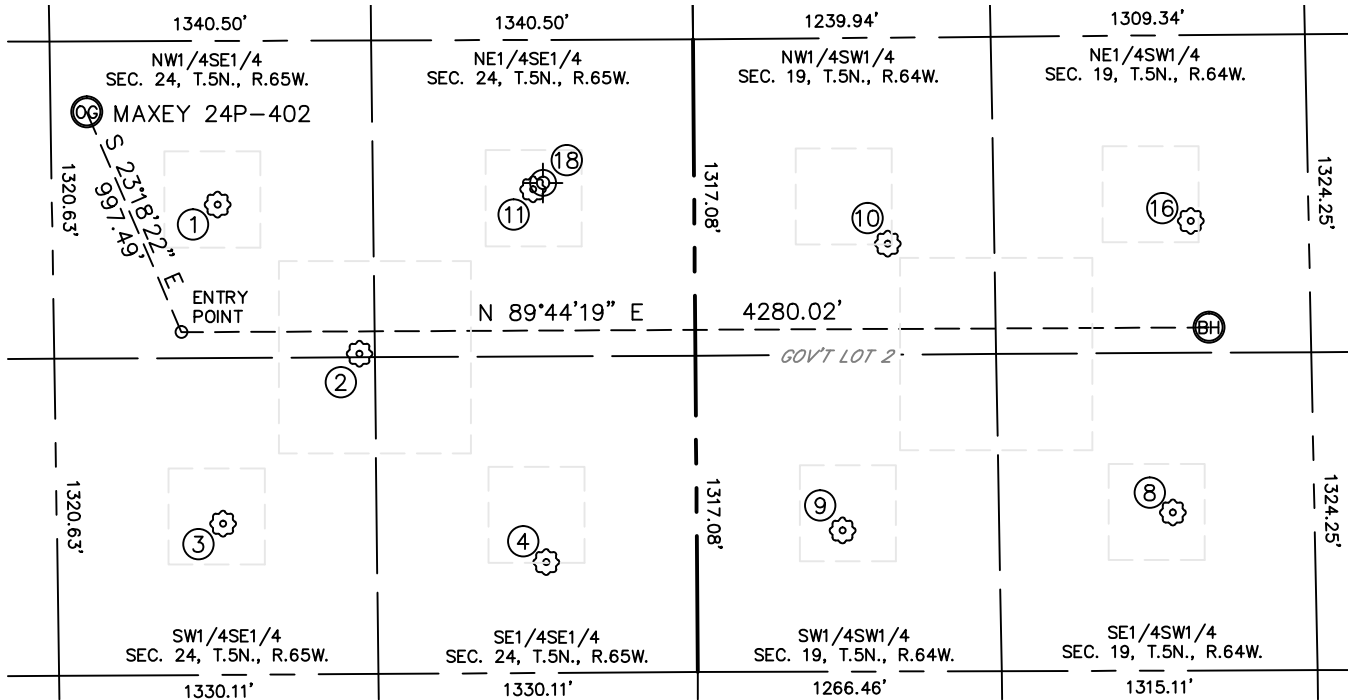 1340.50'
1340.50'
1239.94'
1309.34'
NW1/4SE1/4
SEC. 24, T.5N., R.65W.
NE1/4SE1/4
SEC. 24, T.5N., R.65W.
NW1/4SW1/4
SEC. 19, T.5N., R.64W.
NE1/4SW1/4
SEC. 19, T.5N., R.64W.
OG MAXEY 24P-402
S 23°18'22" E
997.49'
1320.63'
1
11
18
1317.08'
10
16
1324.25'
ENTRY
POINT
N 89°44'19" E 4280.02'
BH
GOV'T LOT 2
2
1320.63'
3
4
1317.08'
9
8
1324.25'
SW1/4SE1/4
SEC. 24, T.5N., R.65W.
SE1/4SE1/4
SEC. 24, T.5N., R.65W.
SW1/4SW1/4
SEC. 19, T.5N., R.64W.
SE1/4SW1/4
SEC. 19, T.5N., R.64W.
1330.11'
1330.11'
1266.46'
1315.11'